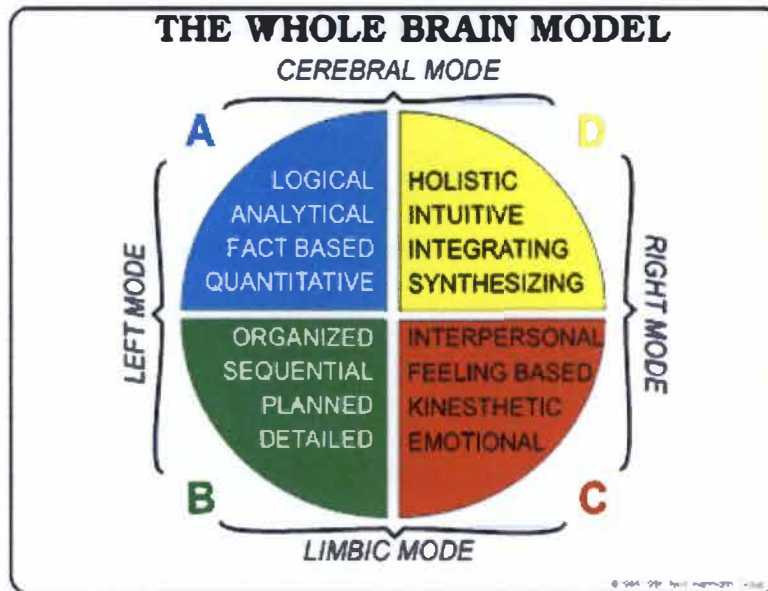 THE WHOLE BRAIN MODEL
CEREBRAL MODE
A
D
LEFT MODE
RIGHT MODE
LOGICAL
ANALYTICAL
FACT BASED
QUANTITATIVE
HOLISTIC
INTUITIVE
INTEGRATING
SYNTHESIZING
ORGANIZED
SEQUENTIAL
PLANNED
DETAILED
INTERPERSONAL
FEELING BASED
KINESTHETIC
EMOTIONAL
B
C
LIMBIC MODE